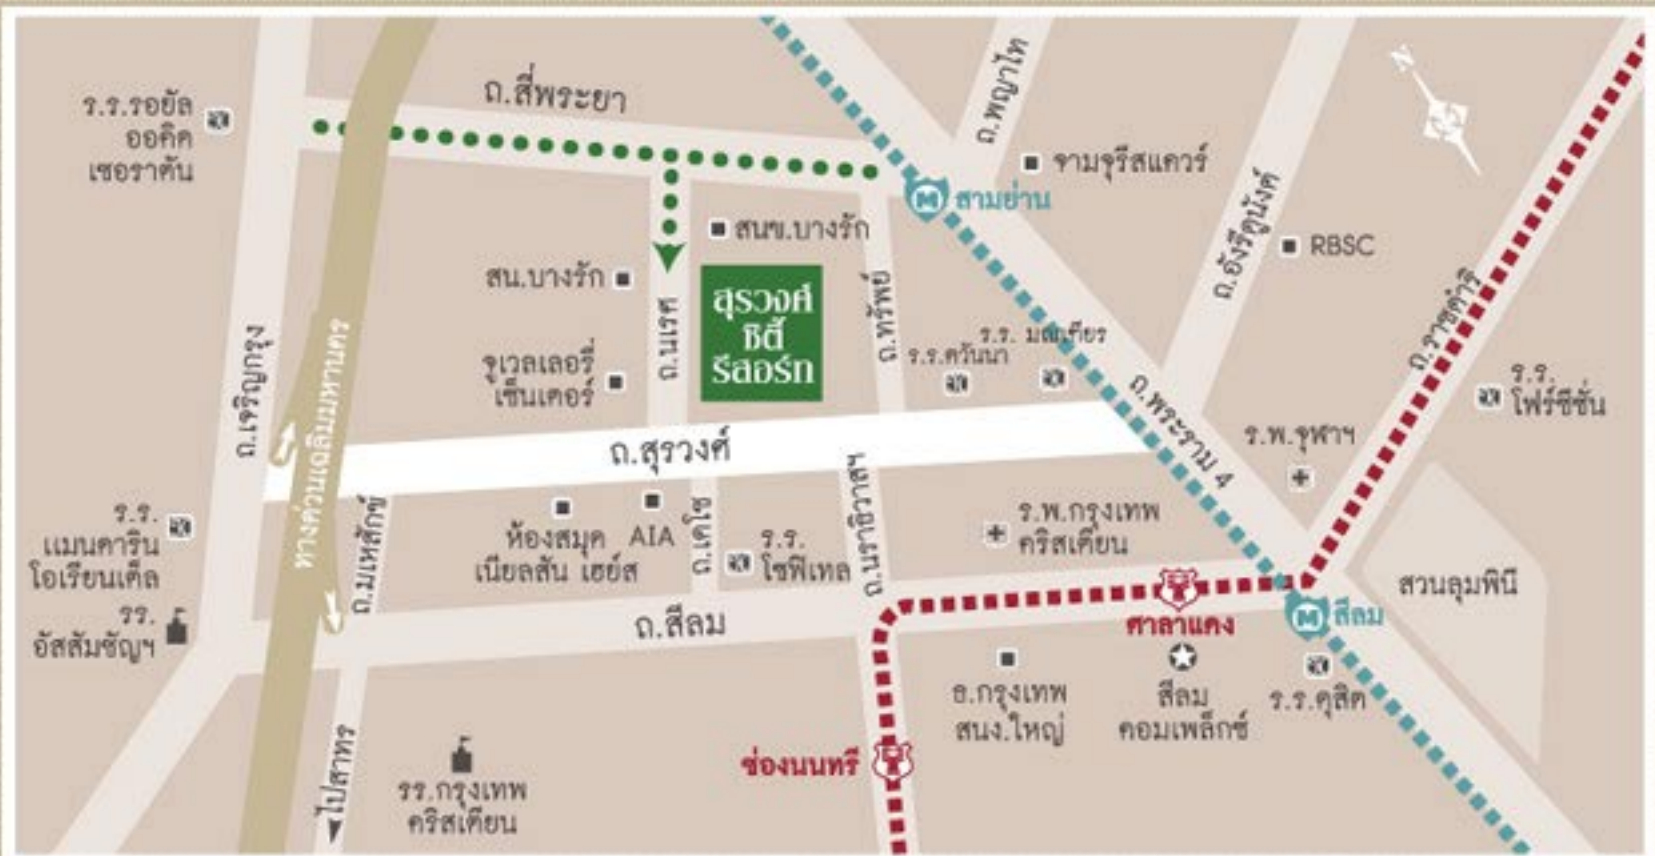 N
ถ.สี่พระยา
ถ.พญาไท
ร.ร.รอยัล
ออคิด
เชอราตัน
จามจุรีสแควร์
สามย่าน
ถ.อังรีดูนังต์
RBSC
สนข.บางรัก
สน.บางรัก
สุรวงศ์
ซิตี้
รีสอร์ท
ถ.นเรศ
ถ.ทรัพย์
ถ.ราชดำริ
ร.ร. มณเฑียร
ร.ร.ตวันนา
จูเวลเลอรี่
เซ็นเตอร์
ถ.เจริญกรุง
ทางด่วนเฉลิมมหานคร
ถ.พระราม 4
ร.ร.
โฟร์ซีซั่น
ร.พ.จุฬาฯ
ถ.สุรวงศ์
ร.ร.
แมนดาริน
โอเรียนเต็ล
ถ.มเหสักข์
ห้องสมุด
เนียลสัน เฮย์ส
AIA
ถ.เดโช
ร.ร.
โซฟิเทล
ถ.นราธิวาสฯ
ร.พ.กรุงเทพ
คริสเตียน
สวนลุมพินี
รร.
อัสสัมชัญฯ
ถ.สีลม
ศาลาแดง
สีลม
ธ.กรุงเทพ
สนง.ใหญ่
สีลม
คอมเพล็กซ์
ร.ร.ดุสิต
ช่องนนทรี
ไปสาทร
รร.กรุงเทพ
คริสเตียน